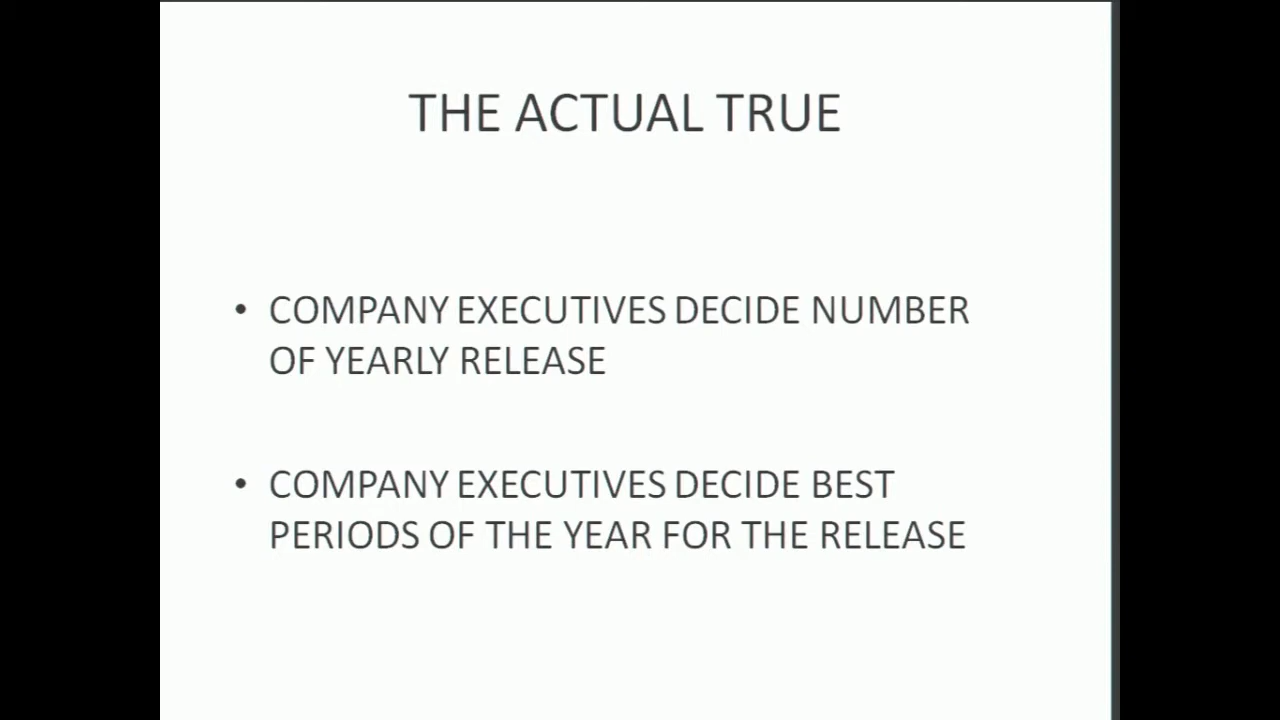 THE ACTUAL TRUE
• COMPANY EXECUTIVES DECIDE NUMBER
OF YEARLY RELEASE
• COMPANY EXECUTIVES DECIDE BEST
PERIODS OF THE YEAR FOR THE RELEASE